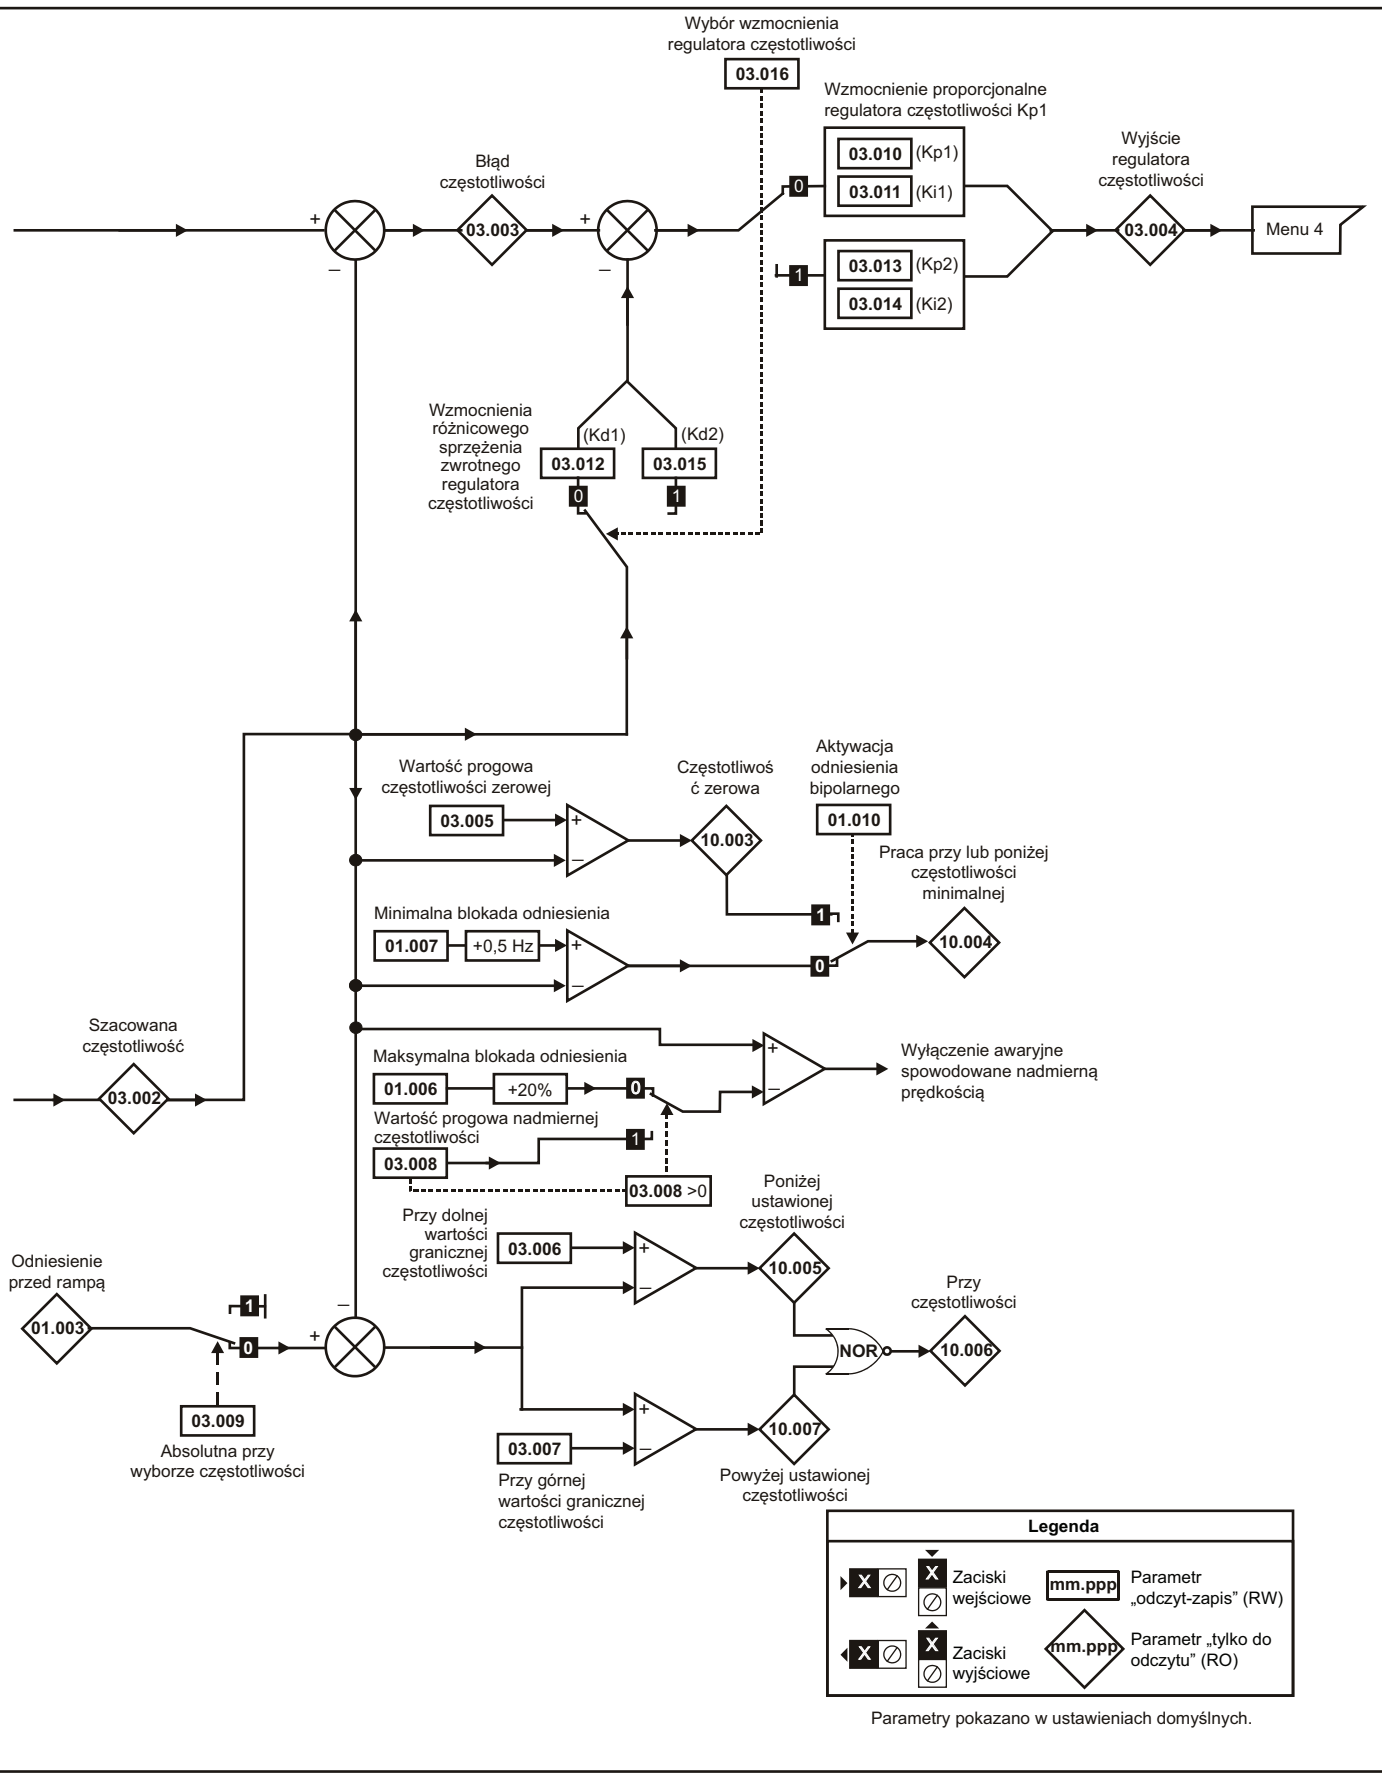 Wybór wzmocnienia
regulatora częstotliwości
03.016
Wzmocnienie proporcjonalne
regulatora częstotliwości Kp1
03.010 (Kp1)
03.011 (Ki1)
0
Wyjście
regulatora
częstotliwości
03.004
Menu 4
Błąd
częstotliwości
03.003
+
−
+
−
1
03.013 (Kp2)
03.014 (Ki2)
Wzmocnienia
różnicowego
sprzężenia
zwrotnego
regulatora
częstotliwości
(Kd1)
03.012
0
(Kd2)
03.015
1
Wartość progowa
częstotliwości zerowej
03.005
+
−
Częstotliwoś
ć zerowa
10.003
Aktywacja
odniesienia
bipolarnego
01.010
Praca przy lub poniżej
częstotliwości
minimalnej
10.004
1
0
Minimalna blokada odniesienia
01.007
+0,5 Hz
+
−
Szacowana
częstotliwość
03.002
Maksymalna blokada odniesienia
01.006
+20%
0
+
−
Wyłączenie awaryjne
spowodowane nadmierną
prędkością
Wartość progowa nadmiernej
częstotliwości
03.008
1
03.008 >0
Przy dolnej
wartości
granicznej
częstotliwości
03.006
+
−
Poniżej
ustawionej
częstotliwości
10.005
Odniesienie
przed rampą
01.003
1
0
+
−
03.009
Absolutna przy
wyborze częstotliwości
NOR
Przy
częstotliwości
10.006
03.007
+
−
Przy górnej
wartości granicznej
częstotliwości
10.007
Powyżej ustawionej
częstotliwości
Legenda
X
X
Zaciski
wejściowe
mm.ppp
Parametr
„odczyt-zapis” (RW)
X
X
Zaciski
wyjściowe
mm.ppp
Parametr „tylko do
odczytu” (RO)
Parametry pokazano w ustawieniach domyślnych.